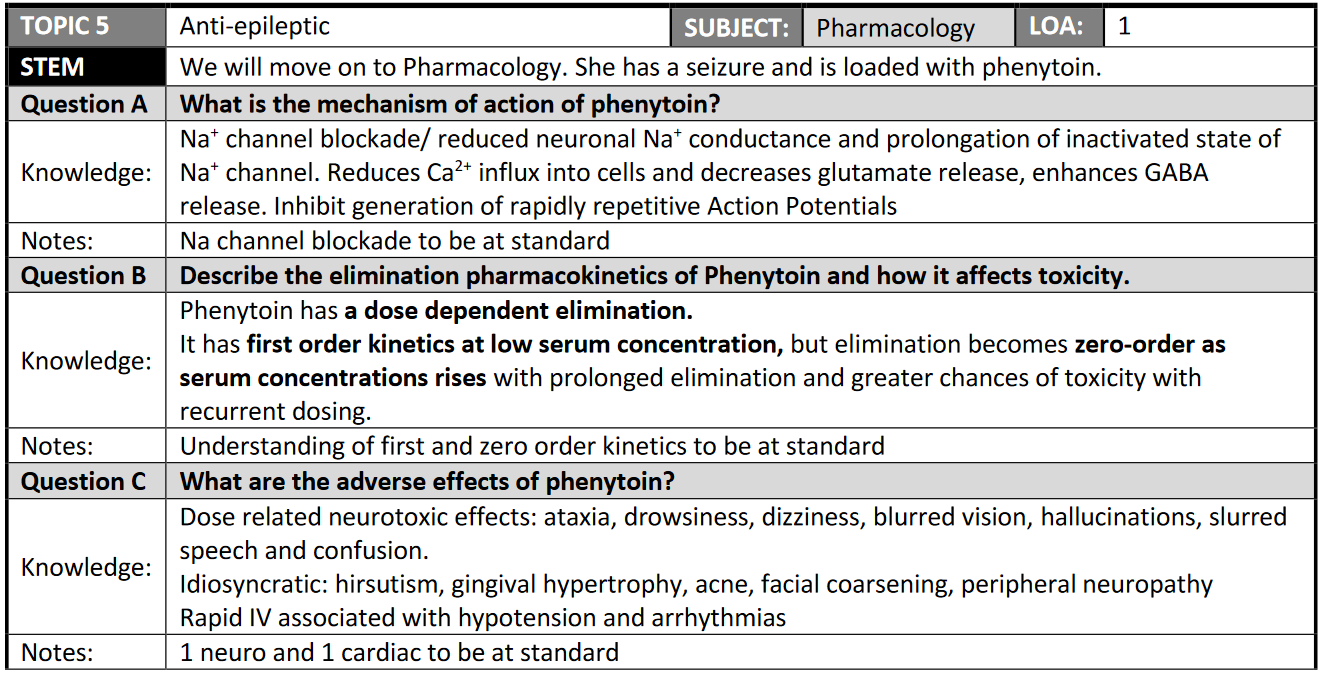 TOPIC 5 Anti-epileptic SUBJECT: Pharmacology LOA: 1
STEM We will move on to Pharmacology. She has a seizure and is loaded with phenytoin.
Question A What is the mechanism of action of phenytoin?
Knowledge:
Na⁺ channel blockade/ reduced neuronal Na⁺ conductance and prolongation of inactivated state of
Na⁺ channel. Reduces Ca²⁺ influx into cells and decreases glutamate release, enhances GABA
release. Inhibit generation of rapidly repetitive Action Potentials
Notes: Na channel blockade to be at standard
Question B Describe the elimination pharmacokinetics of Phenytoin and how it affects toxicity.
Knowledge:
Phenytoin has a dose dependent elimination.
It has first order kinetics at low serum concentration, but elimination becomes zero-order as
serum concentrations rises with prolonged elimination and greater chances of toxicity with
recurrent dosing.
Notes: Understanding of first and zero order kinetics to be at standard
Question C What are the adverse effects of phenytoin?
Knowledge:
Dose related neurotoxic effects: ataxia, drowsiness, dizziness, blurred vision, hallucinations, slurred
speech and confusion.
Idiosyncratic: hirsutism, gingival hypertrophy, acne, facial coarsening, peripheral neuropathy
Rapid IV associated with hypotension and arrhythmias
Notes: 1 neuro and 1 cardiac to be at standard